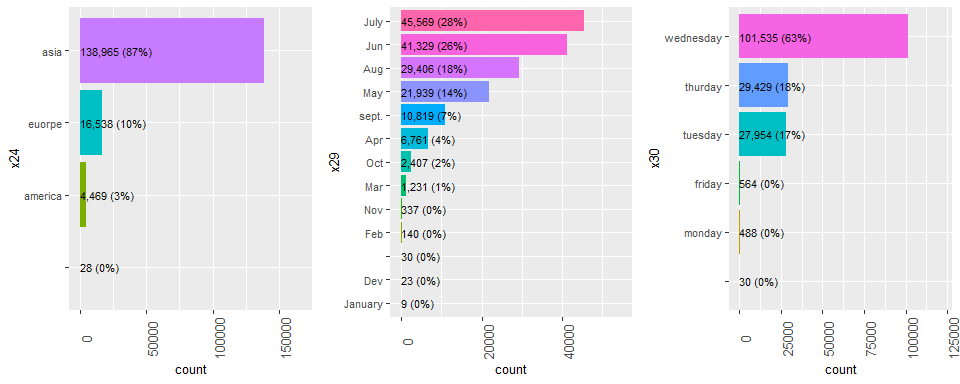 x24
asia
138,965 (87%)
euorpe
16,538 (10%)
america
4,469 (3%)
28 (0%)
0
50000
100000
150000
count
x29
July
45,569 (28%)
Jun
41,329 (26%)
Aug
29,406 (18%)
May
21,939 (14%)
sept.
10,819 (7%)
Apr
6,761 (4%)
Oct
2,407 (2%)
Mar
1,231 (1%)
Nov
337 (0%)
Feb
140 (0%)
30 (0%)
Dev
23 (0%)
January
9 (0%)
0
20000
40000
count
x30
wednesday
101,535 (63%)
thurday
29,429 (18%)
tuesday
27,954 (17%)
friday
564 (0%)
monday
488 (0%)
30 (0%)
0
25000
50000
75000
100000
125000
count